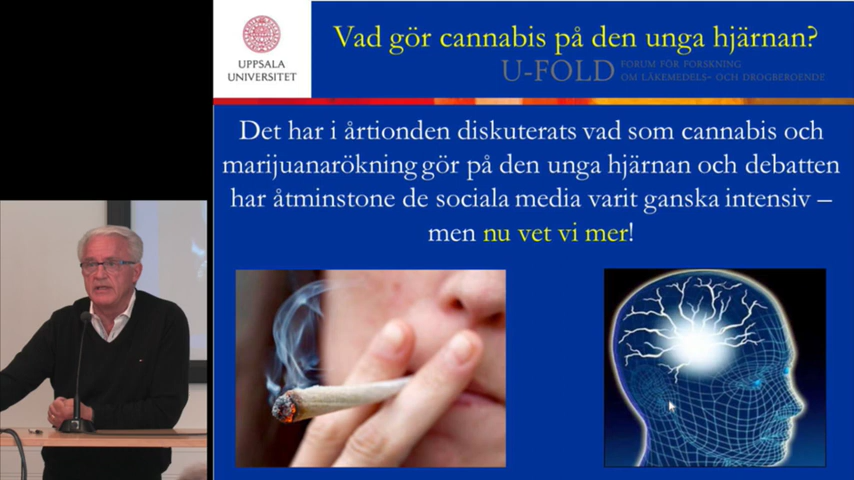 UPPSALA
UNIVERSITET
Vad gör cannabis på den unga hjärnan?
U-FOLD FORUM FÖR FORSKNING
OM LÄKEMEDELS- OCH DROGBEROENDE
Det har i årtionden diskuterats vad som cannabis och
marijuanarökning gör på den unga hjärnan och debatten
har åtminstone de sociala media varit ganska intensiv –
men nu vet vi mer!